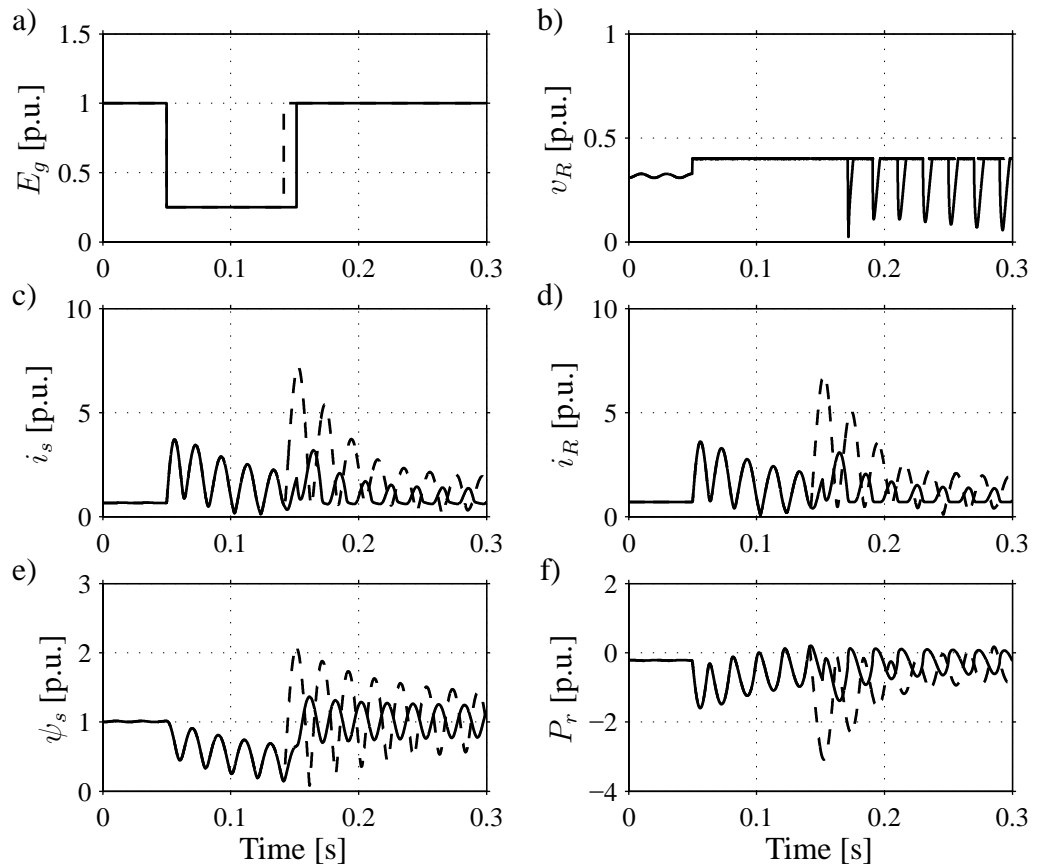 a)
1.5
1
0.5
0
E_g [p.u.]
0 0.1 0.2 0.3
b)
1
0.5
0
v_R [p.u.]
0 0.1 0.2 0.3
c)
10
5
0
i_s [p.u.]
0 0.1 0.2 0.3
d)
10
5
0
i_R [p.u.]
0 0.1 0.2 0.3
e)
3
2
1
0
ψ_s [p.u.]
0 0.1 0.2 0.3
Time [s]
f)
2
0
−2
−4
P_r [p.u.]
0 0.1 0.2 0.3
Time [s]